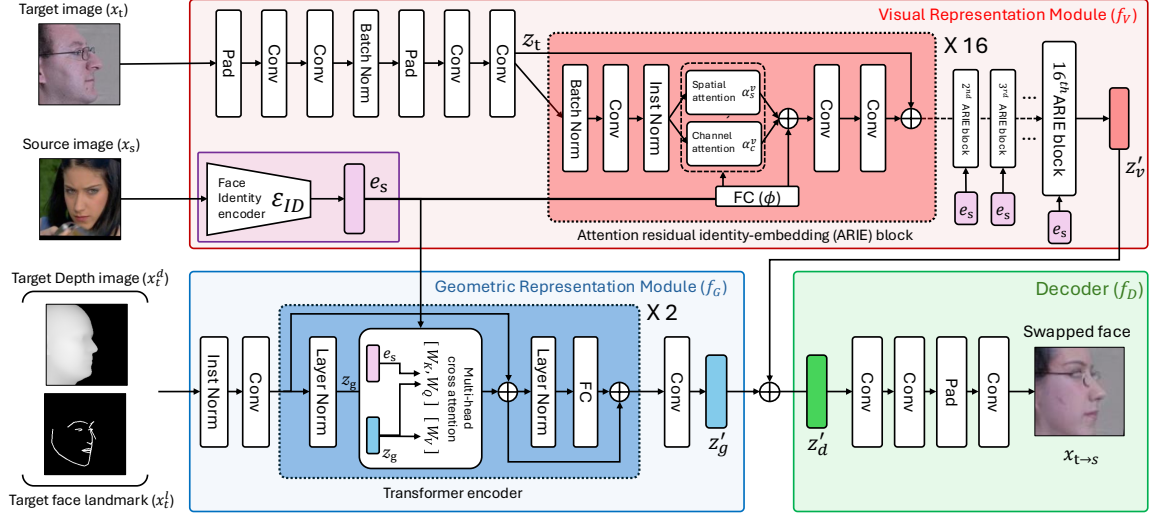 Target image (x_t)
Visual Representation Module (f_V)
Pad
Conv
Conv
Batch Norm
Pad
Conv
Conv
z_t
X 16
Batch Norm
Conv
Inst Norm
Spatial
attention α_s^v
Channel
attention α_c^v
Conv
Conv
FC (ϕ)
2nd ARIE block
3rd ARIE block
...
...
16th ARIE block
e_s
e_s
e_s
z'_v
Source image (x_s)
Face
Identity
encoder ε_ID
e_s
Attention residual identity-embedding (ARIE) block
Target Depth image (x_t^d)
Target face landmark (x_t^l)
Geometric Representation Module (f_G)
X 2
Inst Norm
Conv
Layer Norm
z_g
e_s
z_g
[W_K, W_Q] [W_V]
Multi-head
cross attention
Layer Norm
FC
Conv
z'_g
Transformer encoder
Decoder (f_D)
z'_d
Conv
Conv
Pad
Conv
Swapped face
x_t→s